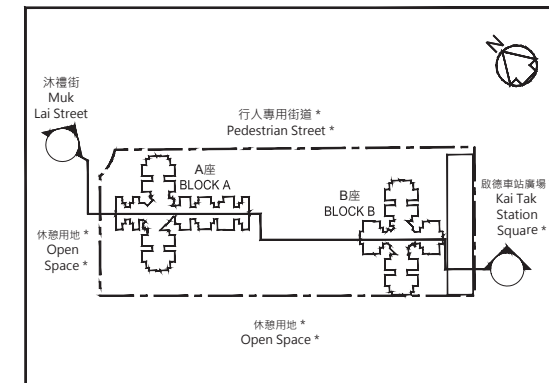 N
沐禮街
Muk
Lai Street
行人專用街道 *
Pedestrian Street *
A座
BLOCK A
B座
BLOCK B
啟德車站廣場
Kai Tak
Station
Square *
休憩用地 *
Open
Space *
休憩用地 *
Open Space *